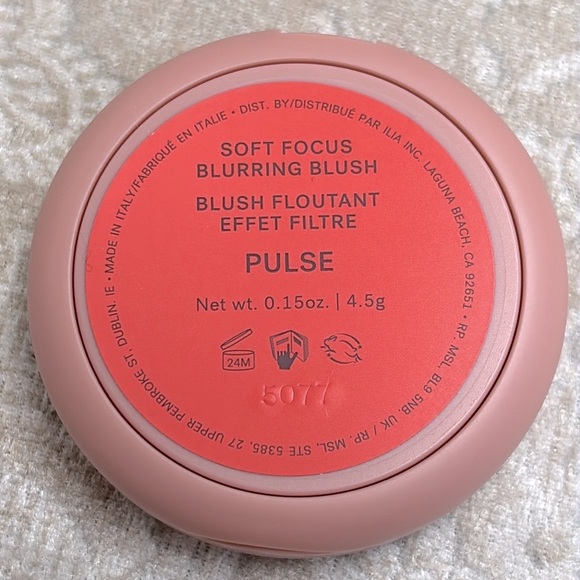 SOFT FOCUS
BLURRING BLUSH
BLUSH FLOUTANT
EFFET FILTRE
PULSE
Net wt. 0.15oz. | 4.5g
24M
5077
• MADE IN ITALY/FABRIQUÉ EN ITALIE • DIST. BY/DISTRIBUÉ PAR ILIA INC. LAGUNA BEACH, CA 92651 • RP. MSL, BL9 5NB, UK / RP. MSL, STE 5385, 27 UPPER PEMBROKE ST, DUBLIN, IE